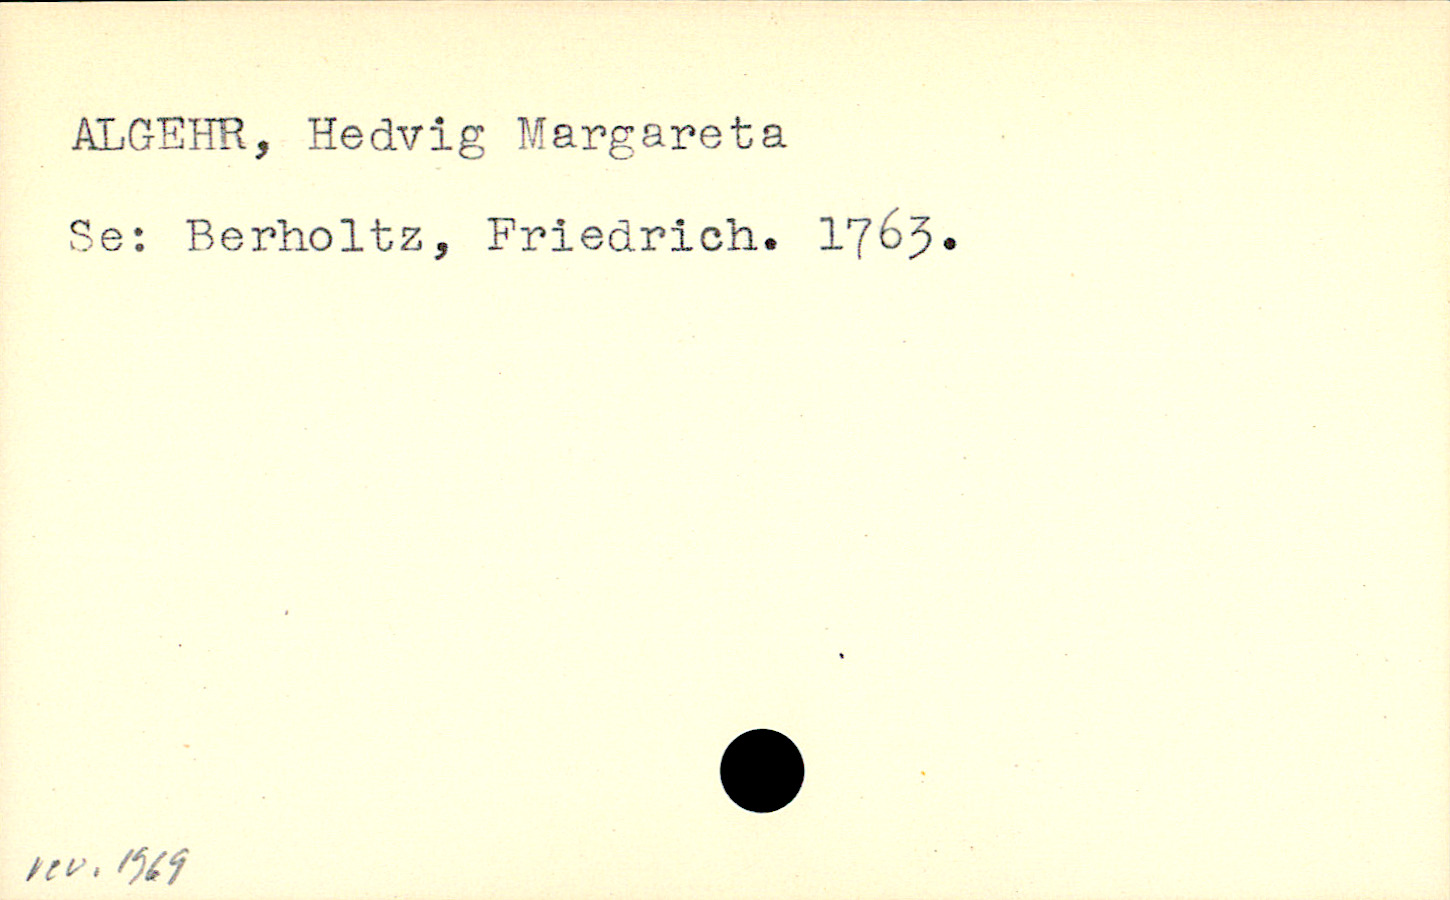 ALGEHR, Hedvig Margareta
Se: Berholtz, Friedrich. 1763.
rev. 1969